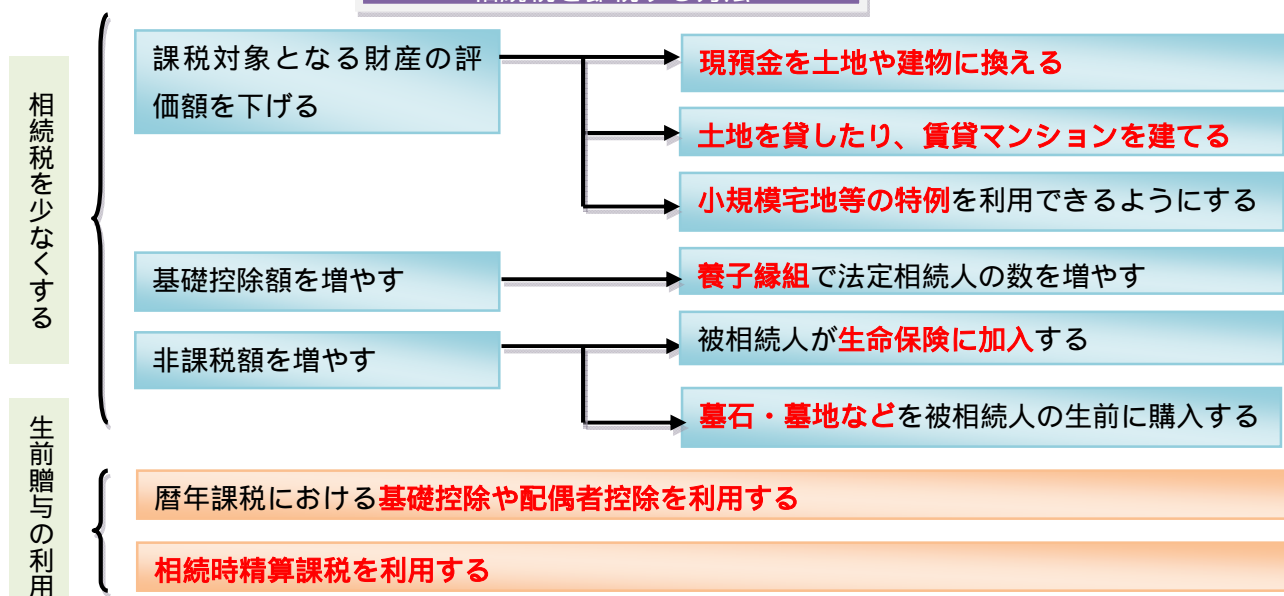 相続税を少なくする
課税対象となる財産の評
価額を下げる
現預金を土地や建物に換える
土地を貸したり、賃貸マンションを建てる
小規模宅地等の特例を利用できるようにする
基礎控除額を増やす
養子縁組で法定相続人の数を増やす
非課税額を増やす
被相続人が生命保険に加入する
墓石・墓地などを被相続人の生前に購入する
生前贈与の利用
暦年課税における基礎控除や配偶者控除を利用する
相続時精算課税を利用する